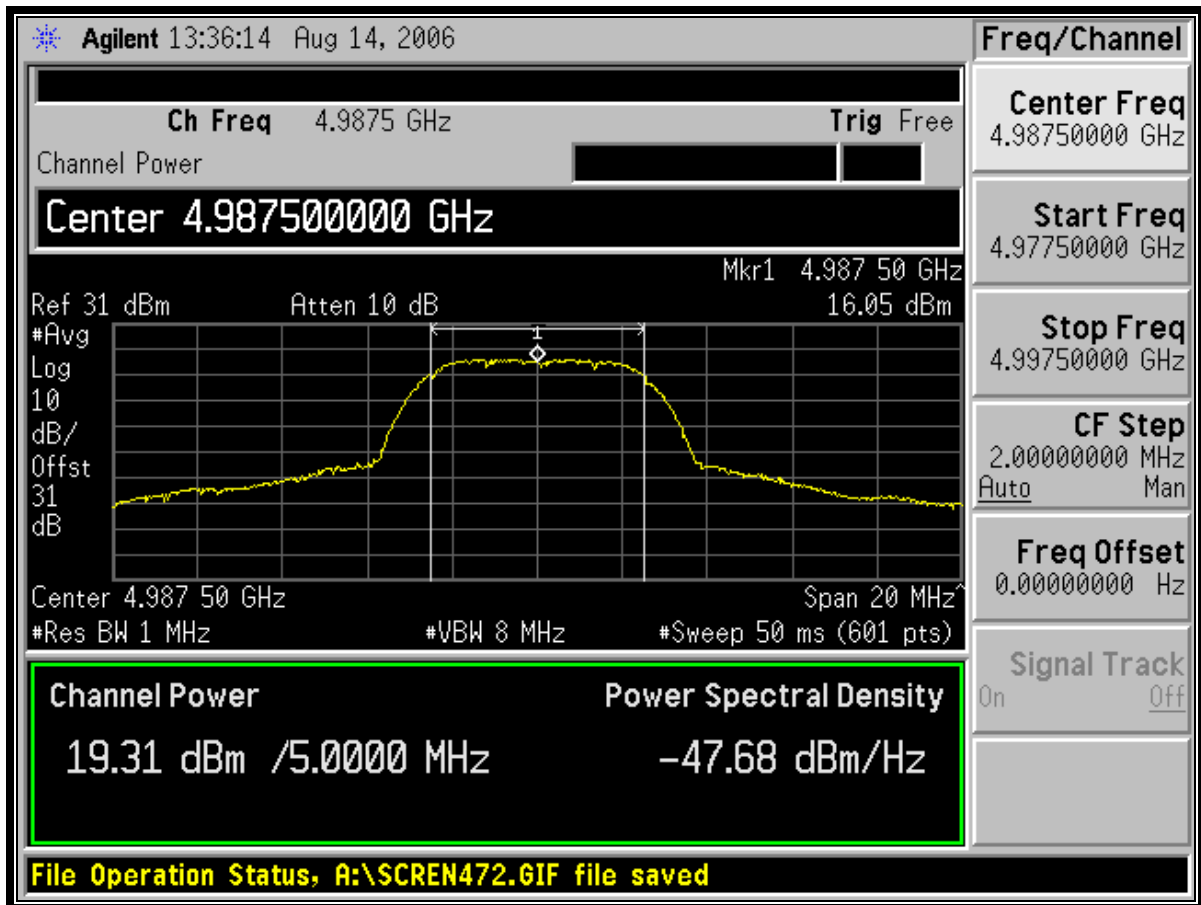 Agilent 13:36:14 Aug 14, 2006
Freq/Channel
Ch Freq 4.9875 GHz Trig Free
Channel Power
Center 4.987500000 GHz
Mkr1 4.987 50 GHz
Ref 31 dBm Atten 10 dB 16.05 dBm
#Avg
Log
10
dB/
Offst
31
dB
1
Center 4.987 50 GHz Span 20 MHz^
#Res BW 1 MHz #VBW 8 MHz #Sweep 50 ms (601 pts)
Channel Power Power Spectral Density
19.31 dBm /5.0000 MHz -47.68 dBm/Hz
File Operation Status, A:\SCREN472.GIF file saved
Center Freq
4.98750000 GHz
Start Freq
4.97750000 GHz
Stop Freq
4.99750000 GHz
CF Step
2.00000000 MHz
Auto Man
Freq Offset
0.00000000 Hz
Signal Track
On Off